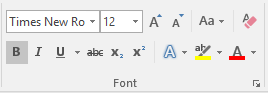 Times New Ro 12 A A Aa A
B I U abc x₂ x² A ab A
Font